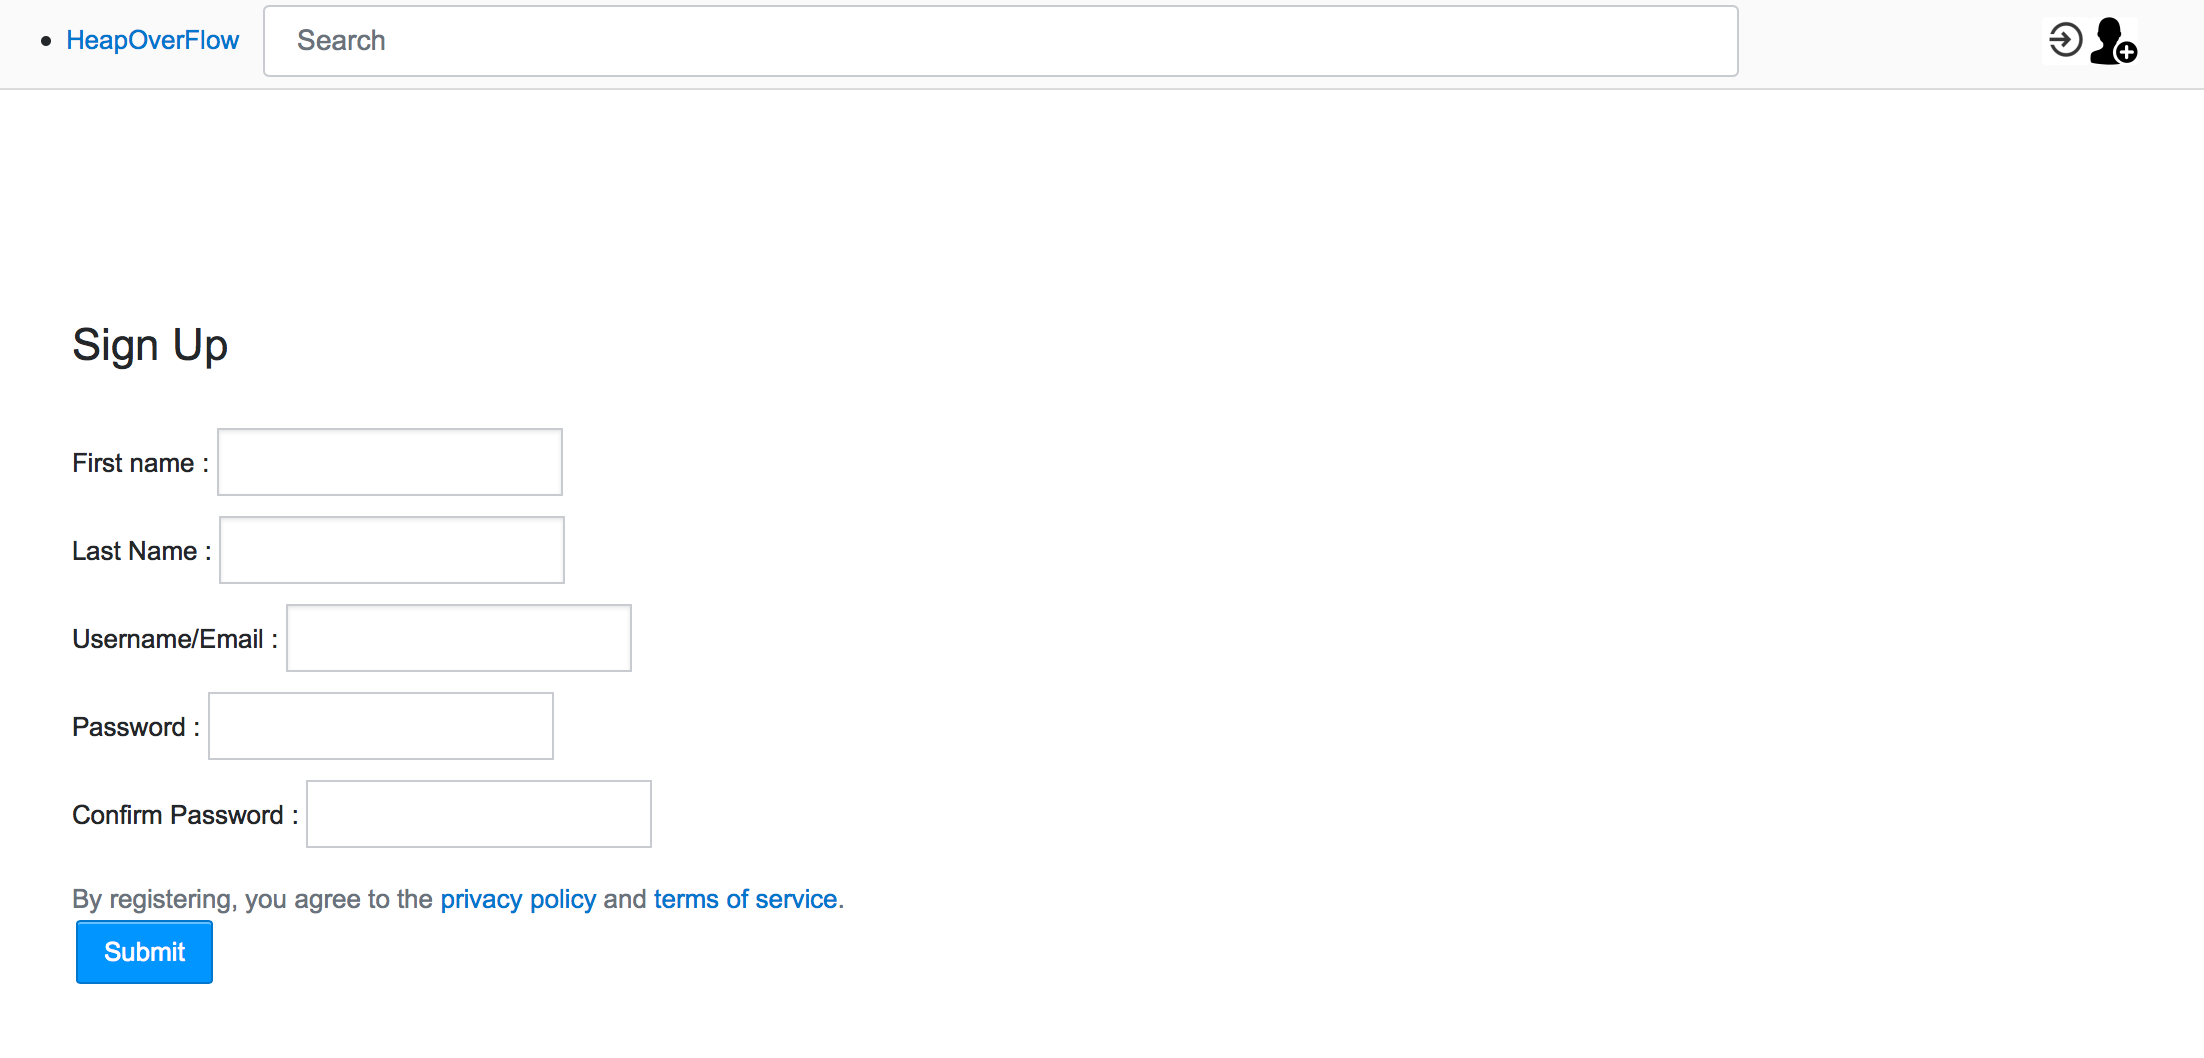 HeapOverFlow Search
Sign Up
First name :
Last Name :
Username/Email :
Password :
Confirm Password :
By registering, you agree to the privacy policy and terms of service.
Submit